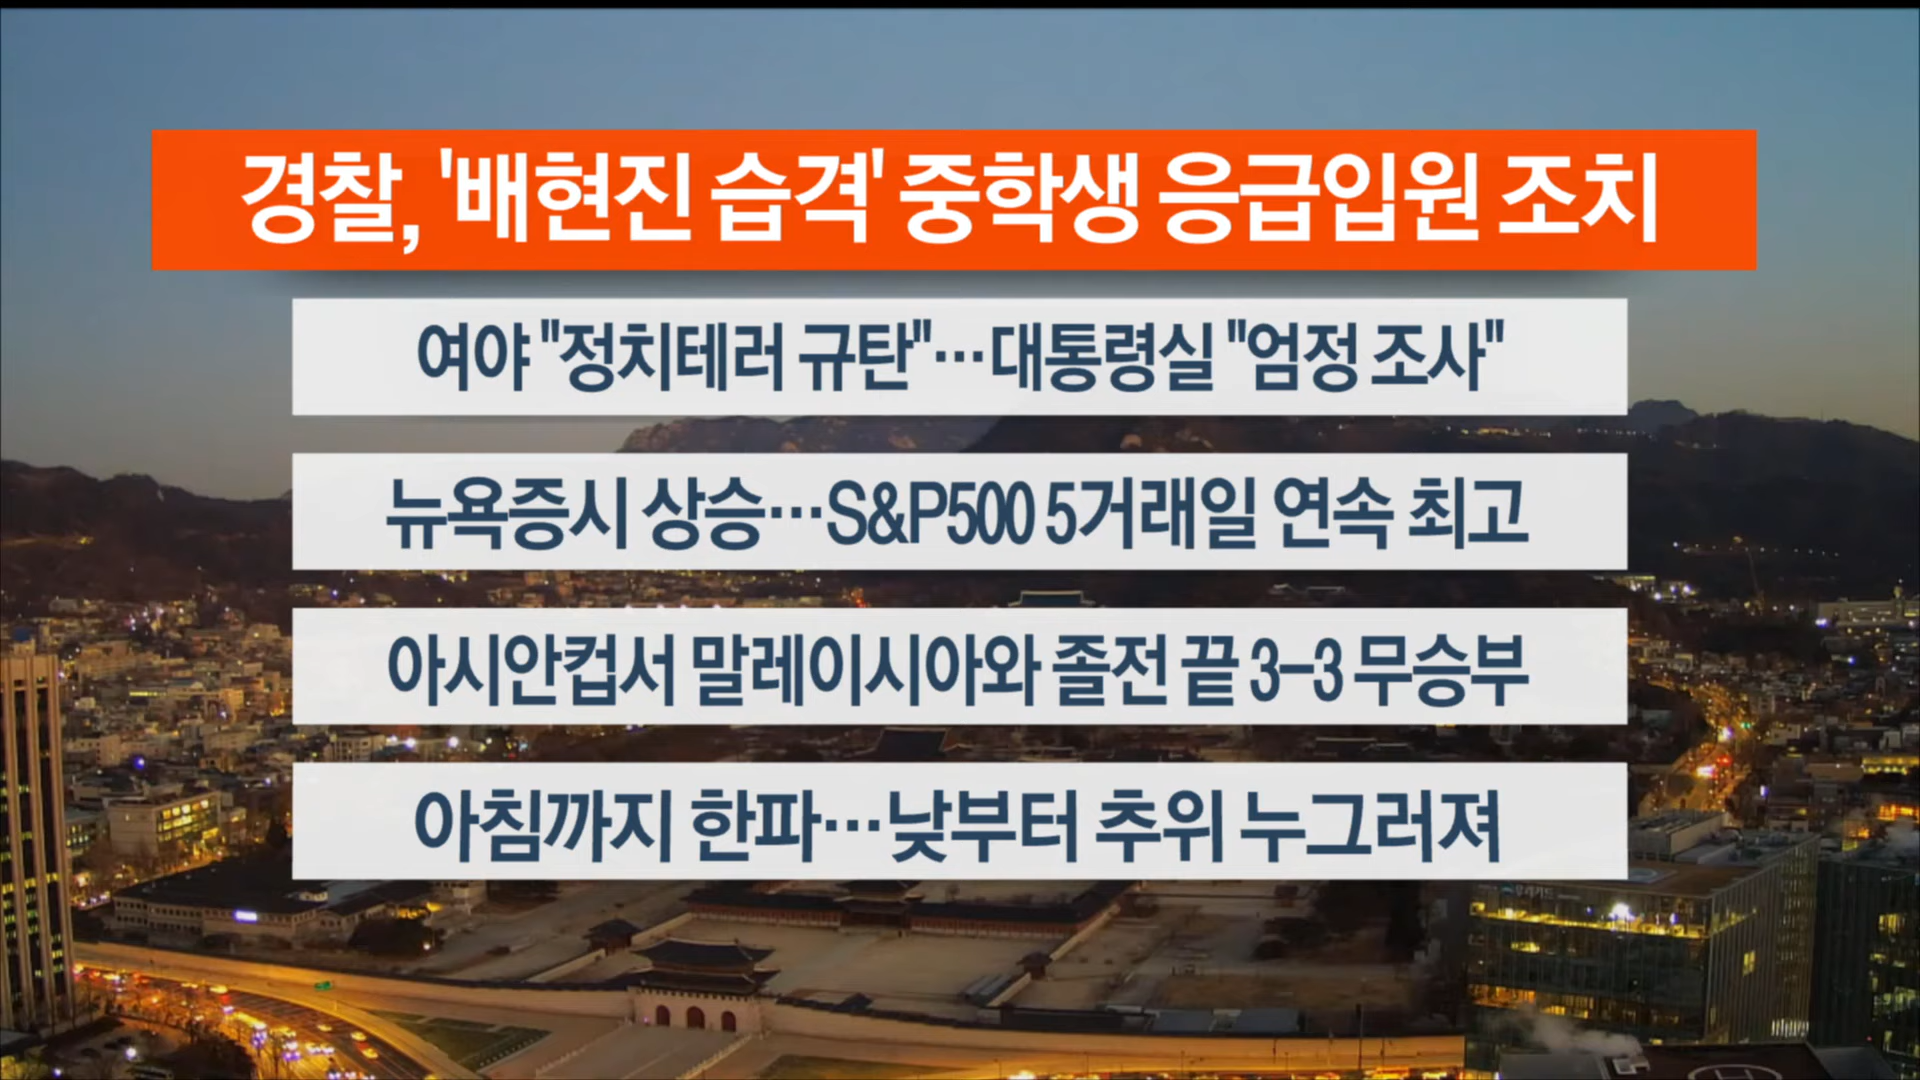 경찰, '배현진 습격' 중학생 응급입원 조치
여야 "정치테러 규탄"…대통령실 "엄정 조사"
뉴욕증시 상승…S&P500 5거래일 연속 최고
아시안컵서 말레이시아와 졸전 끝 3-3 무승부
아침까지 한파…낮부터 추위 누그러져